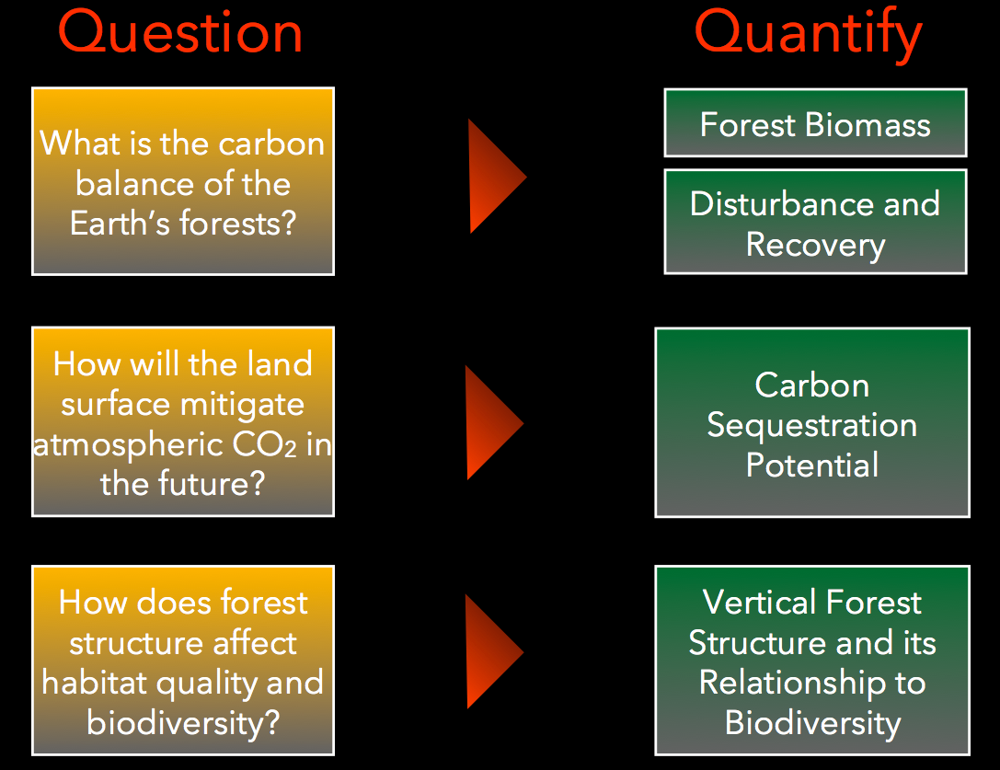 Question
Quantify
What is the carbon
balance of the
Earth’s forests?
Forest Biomass
Disturbance and
Recovery
How will the land
surface mitigate
atmospheric CO₂ in
the future?
Carbon
Sequestration
Potential
How does forest
structure affect
habitat quality and
biodiversity?
Vertical Forest
Structure and its
Relationship to
Biodiversity